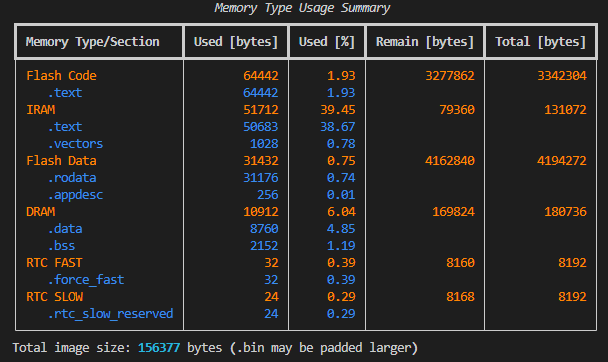 Memory Type Usage Summary
Memory Type/Section Used [bytes] Used [%] Remain [bytes] Total [bytes]
Flash Code 64442 1.93 3277862 3342304
.text 64442 1.93
IRAM 51712 39.45 79360 131072
.text 50683 38.67
.vectors 1028 0.78
Flash Data 31432 0.75 4162840 4194272
.rodata 31176 0.74
.appdesc 256 0.01
DRAM 10912 6.04 169824 180736
.data 8760 4.85
.bss 2152 1.19
RTC FAST 32 0.39 8160 8192
.force_fast 32 0.39
RTC SLOW 24 0.29 8168 8192
.rtc_slow_reserved 24 0.29
Total image size: 156377 bytes (.bin may be padded larger)